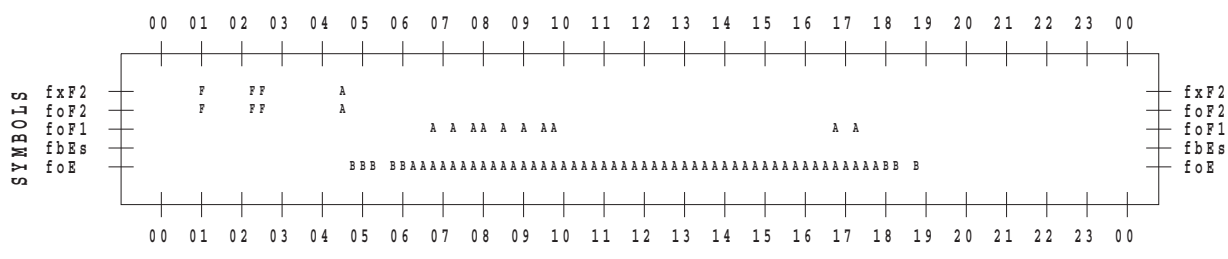 00 01 02 03 04 05 06 07 08 09 10 11 12 13 14 15 16 17 18 19 20 21 22 23 00
SYMBOLS
fxF2 F FF A fxF2
foF2 F FF A foF2
foF1 A A AA A A AA A A foF1
fbEs fbEs
foE BBB BBAAAAAAAAAAAAAAAAAAAAAAAAAAAAAAAAAAAAAAAAAAAAAAABB B foE
00 01 02 03 04 05 06 07 08 09 10 11 12 13 14 15 16 17 18 19 20 21 22 23 00